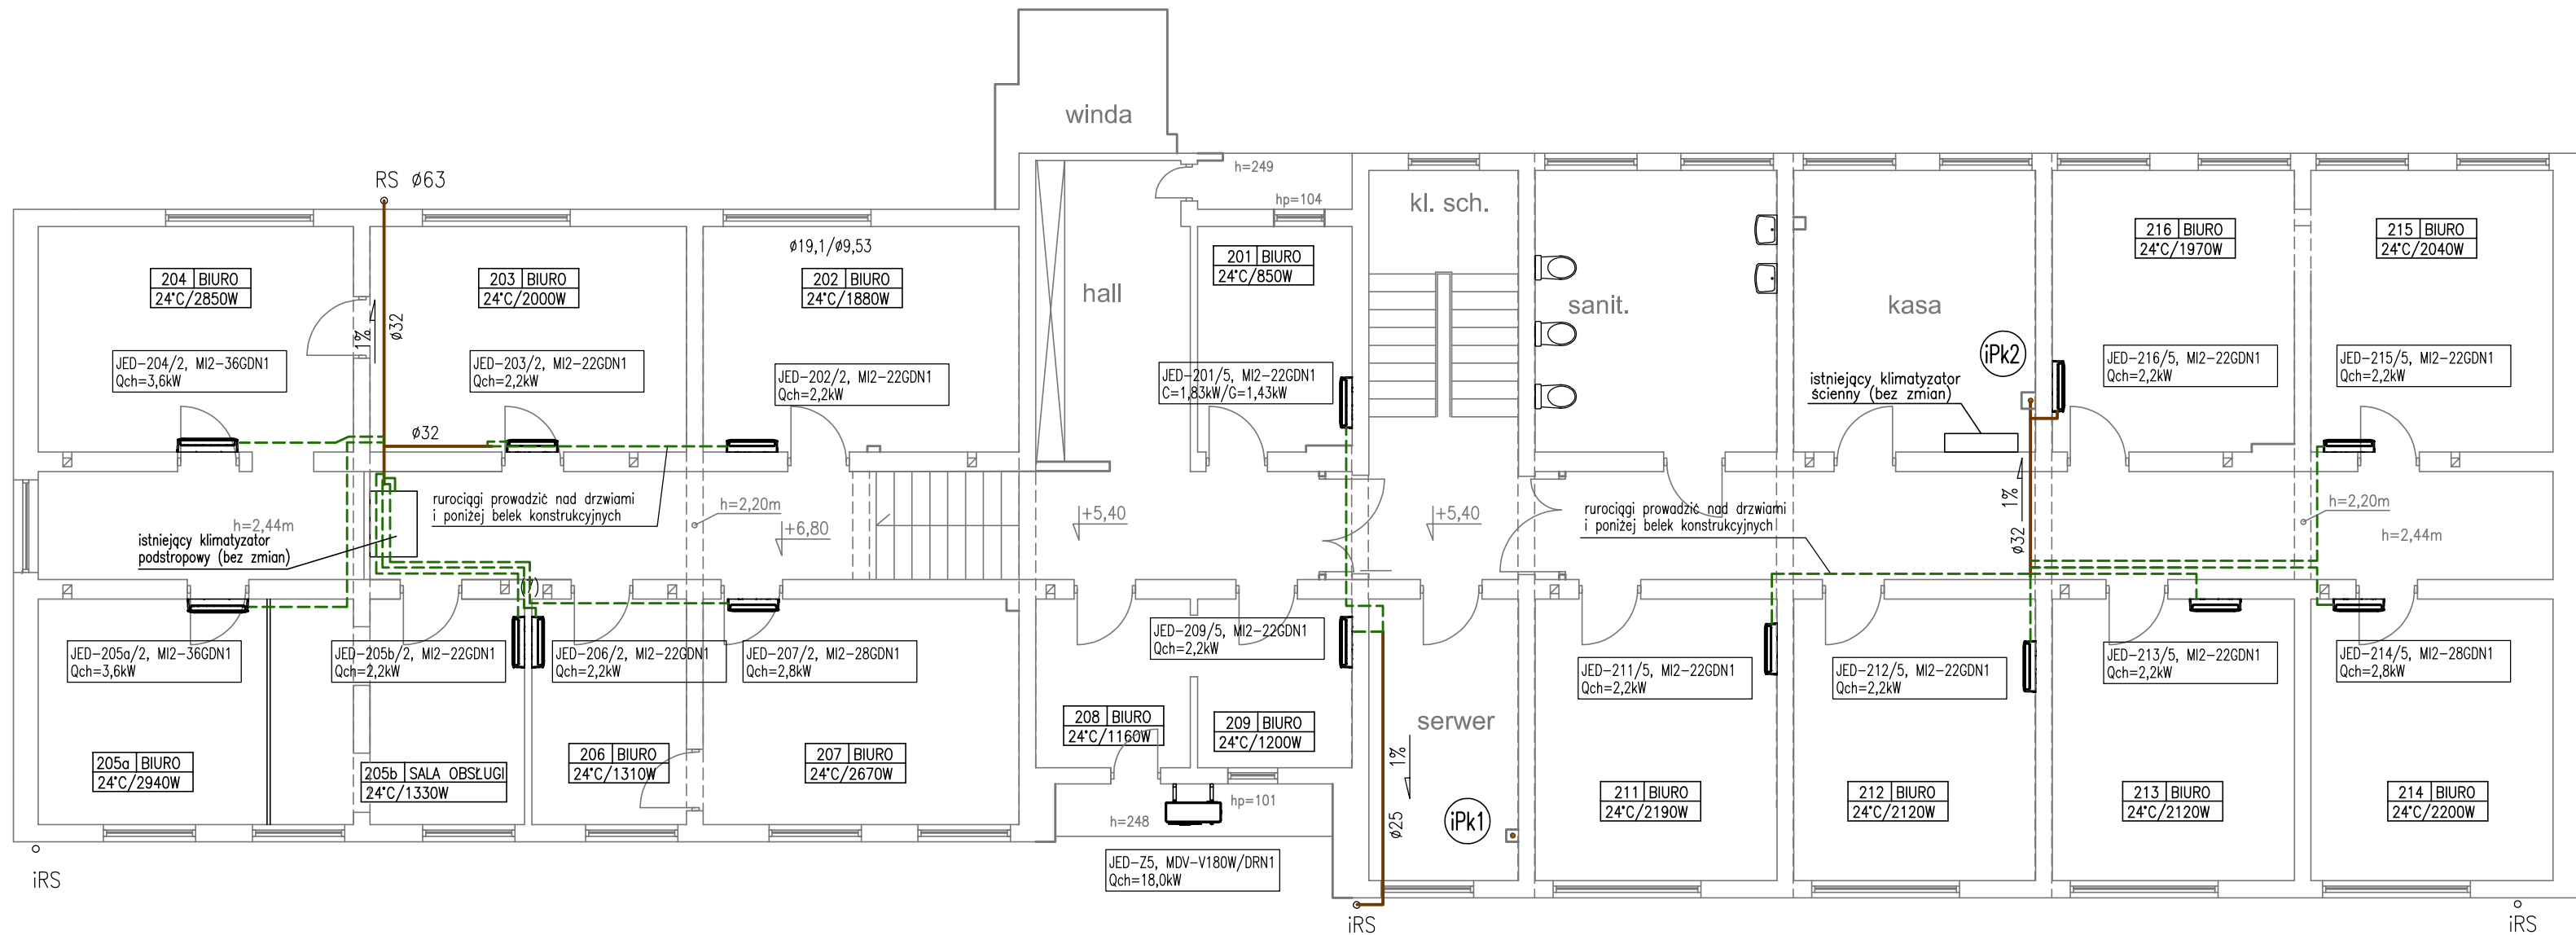 winda
RS ø63
h=249
hp=104
kl. sch.
ø19,1/ø9,53
204 BIURO
24°C/2850W
203 BIURO
24°C/2000W
202 BIURO
24°C/1880W
201 BIURO
24°C/850W
216 BIURO
24°C/1970W
215 BIURO
24°C/2040W
hall
sanit.
kasa
1%
ø32
iPk2
JED-204/2, MI2-36GDN1
Qch=3,6kW
JED-203/2, MI2-22GDN1
Qch=2,2kW
JED-202/2, MI2-22GDN1
Qch=2,2kW
JED-201/5, MI2-22GDN1
C=1,83kW/G=1,43kW
istniejący klimatyzator
ścienny (bez zmian)
JED-216/5, MI2-22GDN1
Qch=2,2kW
JED-215/5, MI2-22GDN1
Qch=2,2kW
ø32
h=2,44m
istniejący klimatyzator
podstropowy (bez zmian)
rurociągi prowadzić nad drzwiami
i poniżej belek konstrukcyjnych
h=2,20m
+6,80
+5,40
+5,40
rurociągi prowadzić nad drzwiami
i poniżej belek konstrukcyjnych
1%
ø32
h=2,20m
h=2,44m
JED-205a/2, MI2-36GDN1
Qch=3,6kW
JED-205b/2, MI2-22GDN1
Qch=2,2kW
JED-206/2, MI2-22GDN1
Qch=2,2kW
JED-207/2, MI2-28GDN1
Qch=2,8kW
JED-209/5, MI2-22GDN1
Qch=2,2kW
JED-211/5, MI2-22GDN1
Qch=2,2kW
JED-212/5, MI2-22GDN1
Qch=2,2kW
JED-213/5, MI2-22GDN1
Qch=2,2kW
JED-214/5, MI2-28GDN1
Qch=2,8kW
205a BIURO
24°C/2940W
205b SALA OBSŁUGI
24°C/1330W
206 BIURO
24°C/1310W
207 BIURO
24°C/2670W
208 BIURO
24°C/1160W
209 BIURO
24°C/1200W
serwer
1%
ø25
iPk1
211 BIURO
24°C/2190W
212 BIURO
24°C/2120W
213 BIURO
24°C/2120W
214 BIURO
24°C/2200W
hp=101
h=248
JED-Z5, MDV-V180W/DRN1
Qch=18,0kW
iRS
iRS
iRS